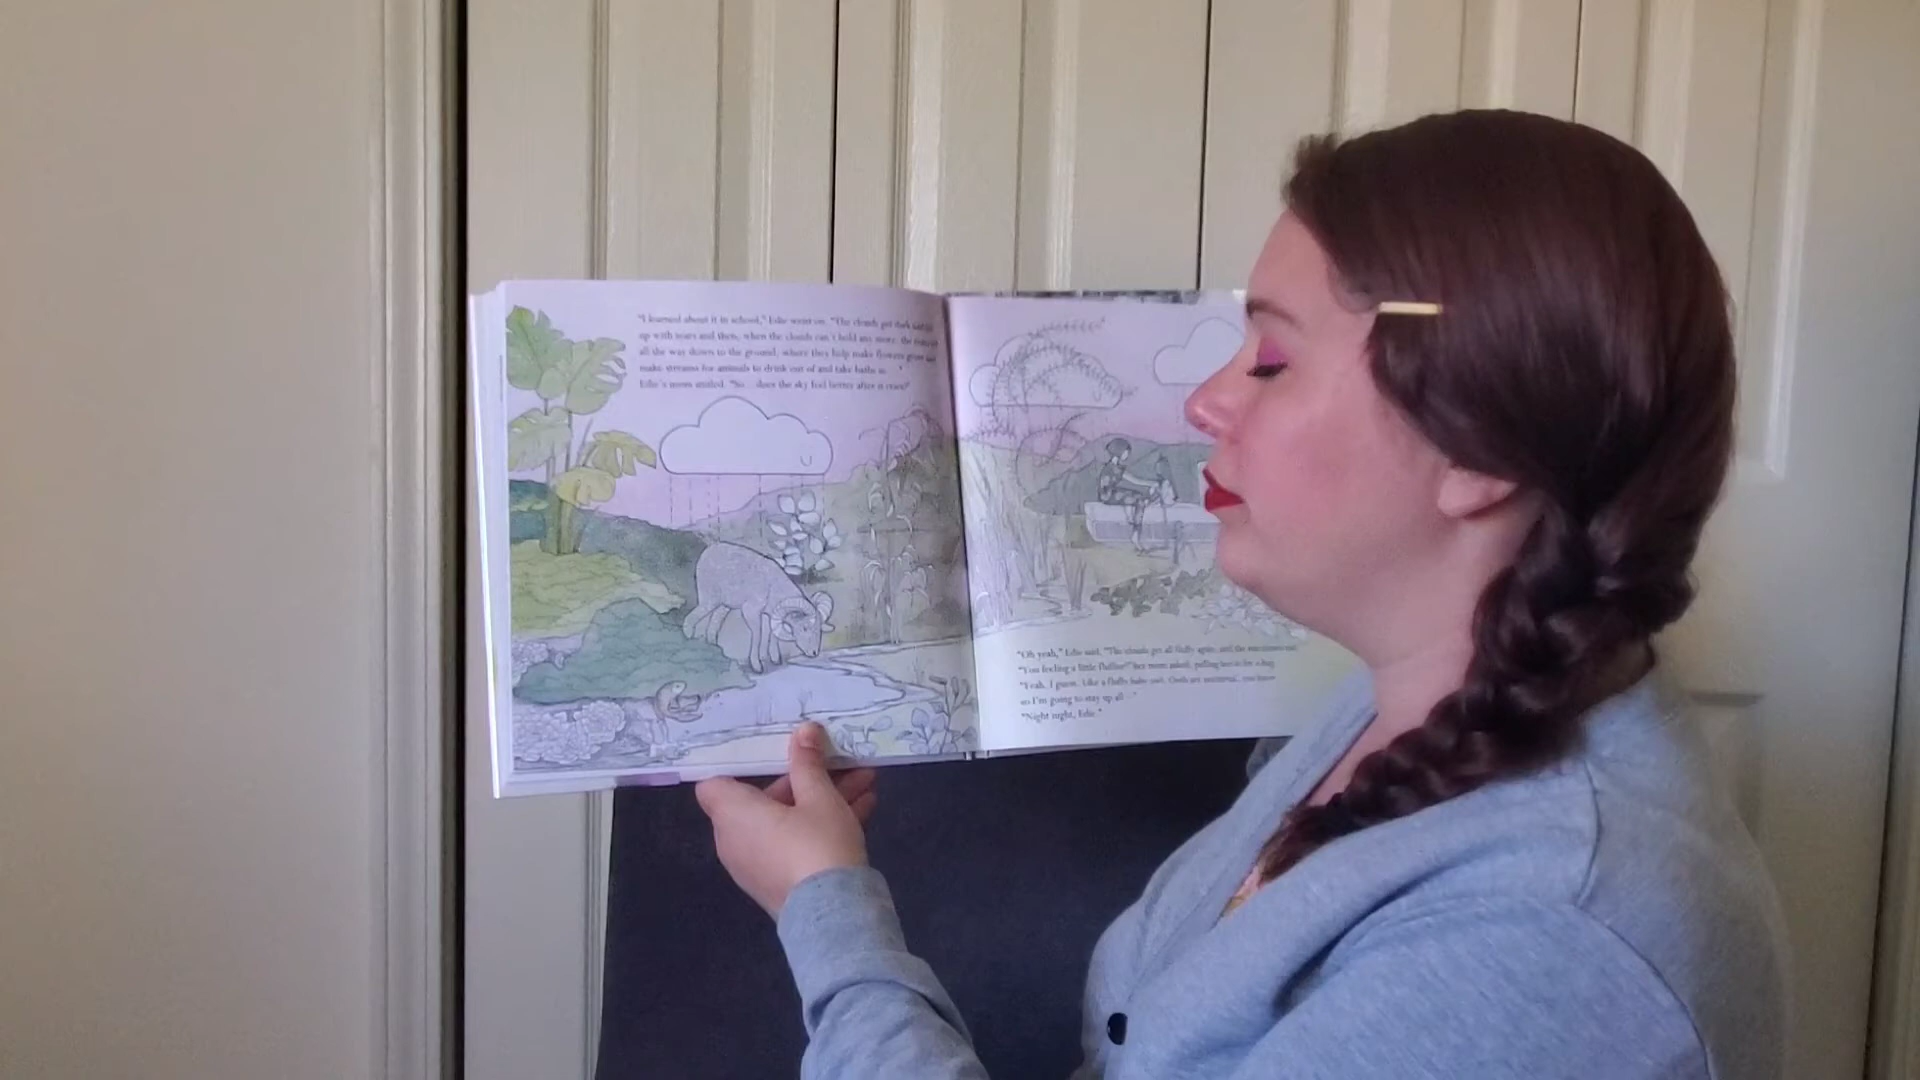 "I learned about it in school," Edie went on. "The clouds get dark and fill
up with tears and then, when the clouds can't hold any more, the tears fall
all the way down to the ground, where they help make flowers grow and
make streams for animals to drink out of and take baths in . . ."
Edie's mom smiled. "So . . . does the sky feel better after it cries?"
"Oh yeah," Edie said. "The clouds get all fluffy again, and the sun comes out.
"You feeling a little fluffier?" her mom asked, pulling her in for a hug.
"Yeah, I guess. Like a fluffy baby owl. Owls are nocturnal, you know
so I'm going to stay up all . . ."
"Night night, Edie."